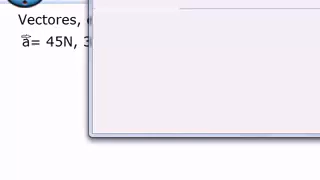 Vectores,
a⃗= 45N, 3